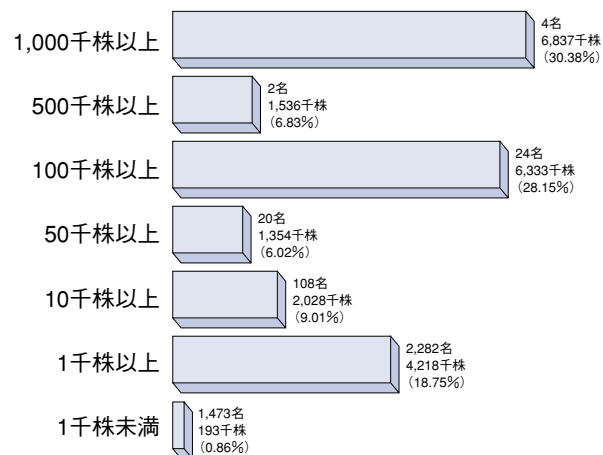 1,000千株以上
4名
6,837千株
(30.38%)
500千株以上
2名
1,536千株
(6.83%)
100千株以上
24名
6,333千株
(28.15%)
50千株以上
20名
1,354千株
(6.02%)
10千株以上
108名
2,028千株
(9.01%)
1千株以上
2,282名
4,218千株
(18.75%)
1千株未満
1,473名
193千株
(0.86%)